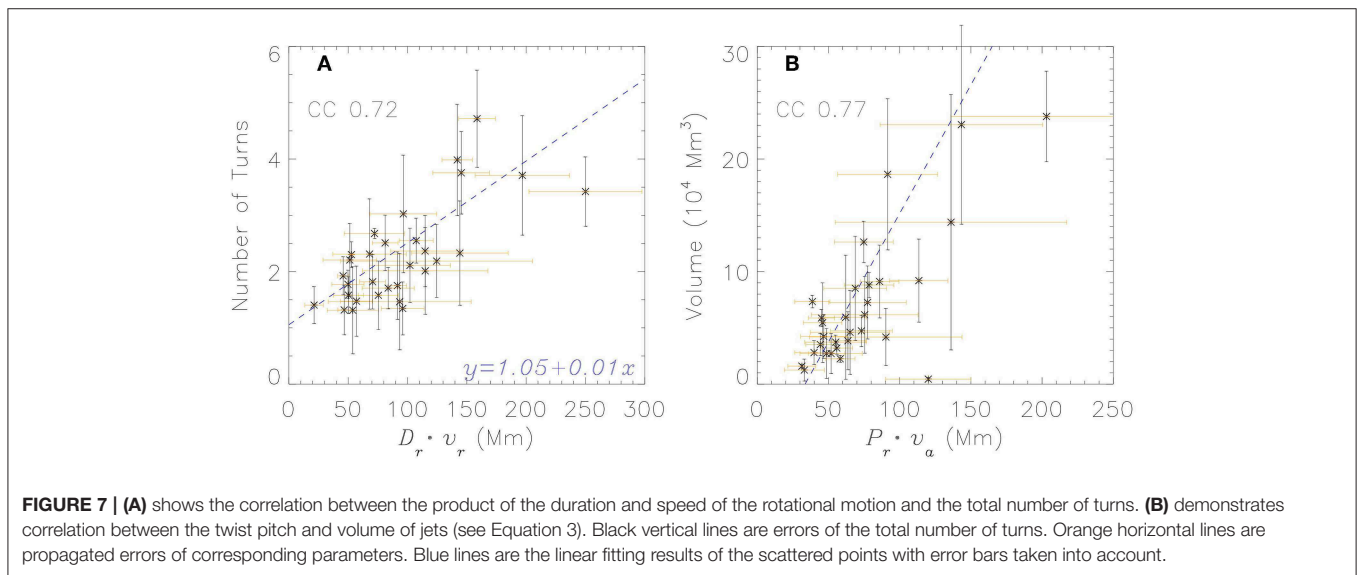 A
CC 0.72
6
4
2
0
Number of Turns
0 50 100 150 200 250 300
D_r · v_r (Mm)
y=1.05+0.01x
B
CC 0.77
30
20
10
0
Volume (10⁴ Mm³)
0 50 100 150 200 250
P_r · v_a (Mm)
FIGURE 7 | (A) shows the correlation between the product of the duration and speed of the rotational motion and the total number of turns. (B) demonstrates
correlation between the twist pitch and volume of jets (see Equation 3). Black vertical lines are errors of the total number of turns. Orange horizontal lines are
propagated errors of corresponding parameters. Blue lines are the linear fitting results of the scattered points with error bars taken into account.